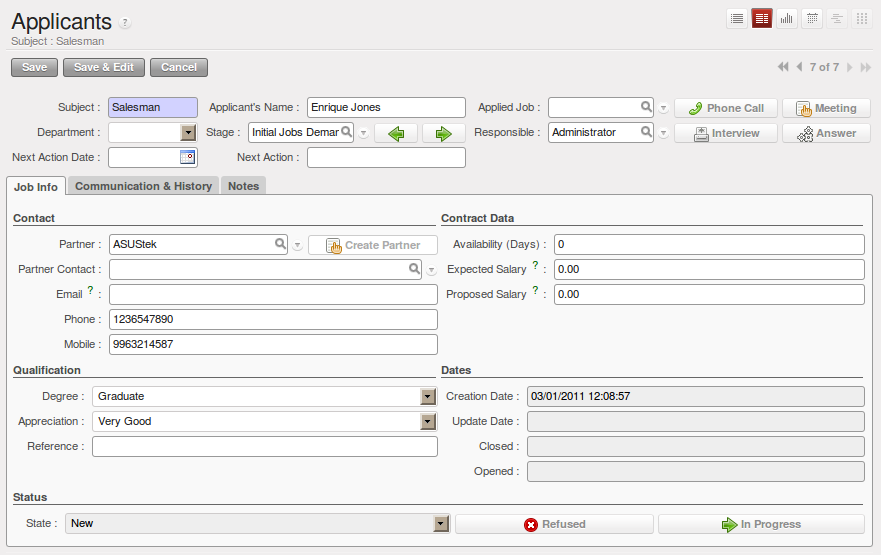 Applicants ?
Subject : Salesman
Save Save & Edit Cancel 7 of 7
Subject : Salesman Applicant's Name : Enrique Jones Applied Job : Phone Call Meeting
Department : Stage : Initial Jobs Demar Responsible : Administrator Interview Answer
Next Action Date : Next Action :
Job Info Communication & History Notes
Contact Contract Data
Partner : ASUStek Create Partner Availability (Days) : 0
Partner Contact : Expected Salary ? : 0.00
Email ? : Proposed Salary ? : 0.00
Phone : 1236547890
Mobile : 9963214587
Qualification Dates
Degree : Graduate Creation Date : 03/01/2011 12:08:57
Appreciation : Very Good Update Date :
Reference : Closed :
Opened :
Status
State : New Refused In Progress